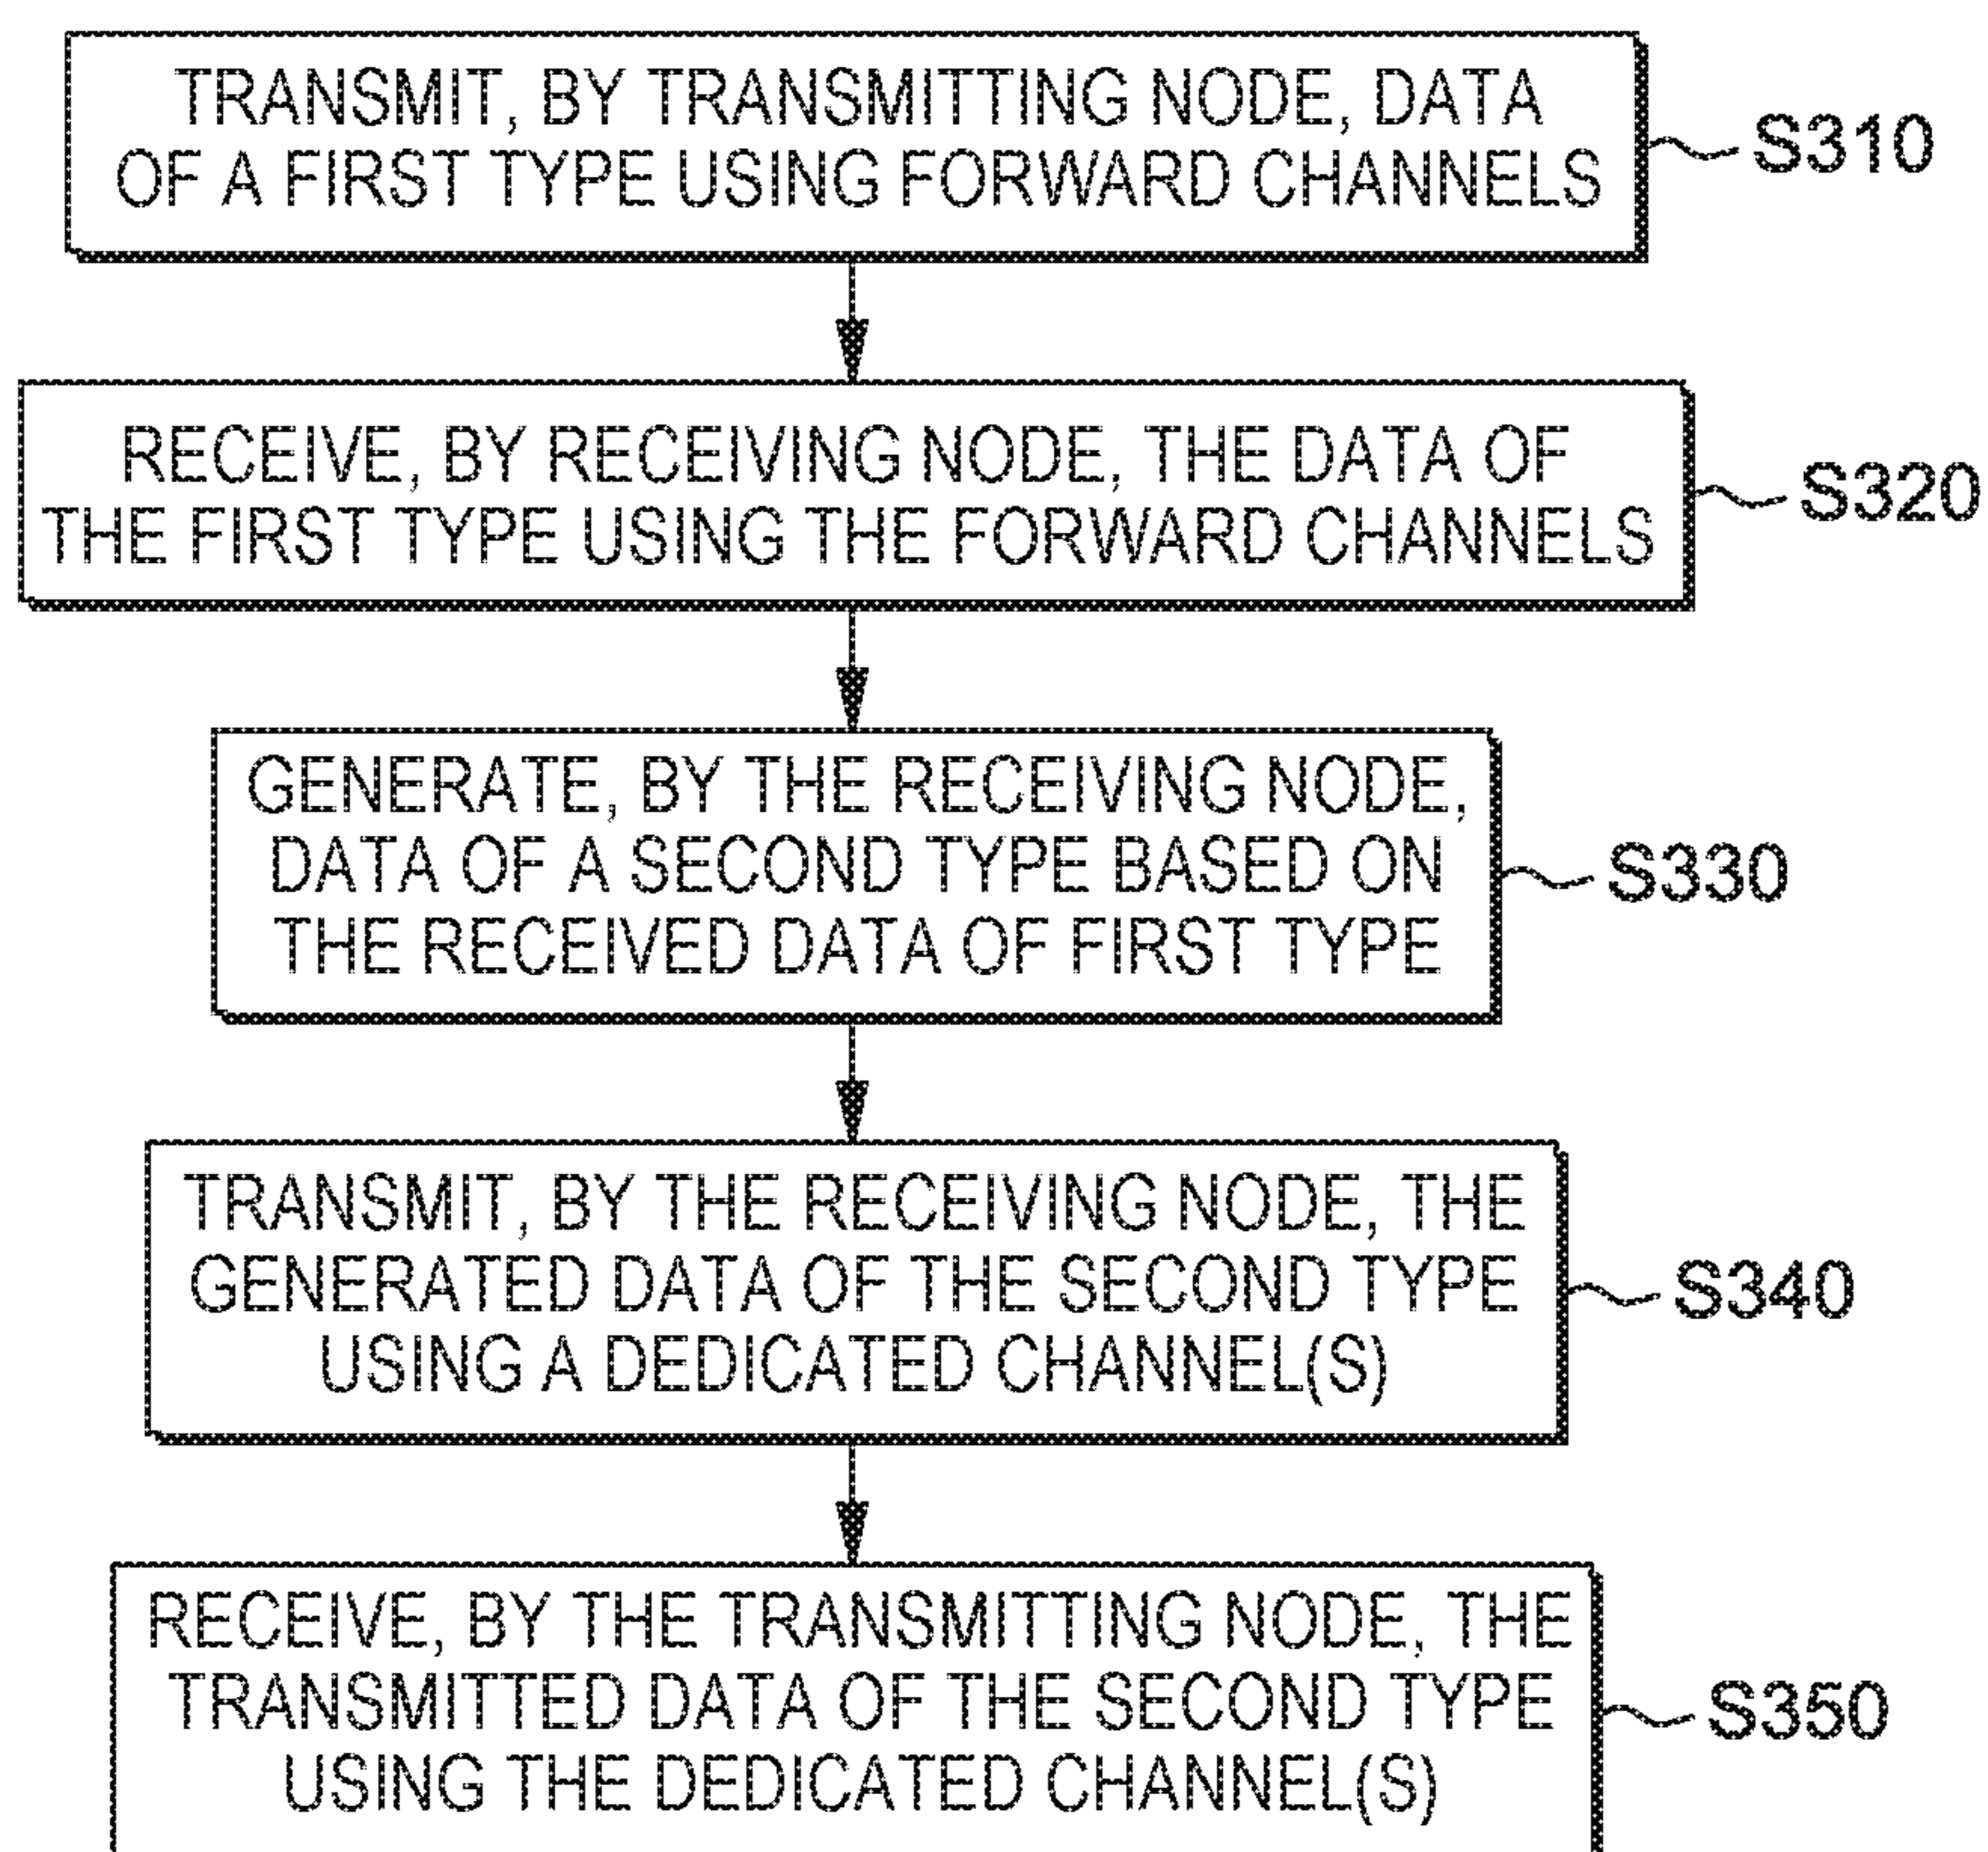 TRANSMIT, BY TRANSMITTING NODE, DATA
OF A FIRST TYPE USING FORWARD CHANNELS
S310
RECEIVE, BY RECEIVING NODE, THE DATA OF
THE FIRST TYPE USING THE FORWARD CHANNELS
S320
GENERATE, BY THE RECEIVING NODE,
DATA OF A SECOND TYPE BASED ON
THE RECEIVED DATA OF FIRST TYPE
S330
TRANSMIT, BY THE RECEIVING NODE, THE
GENERATED DATA OF THE SECOND TYPE
USING A DEDICATED CHANNEL(S)
S340
RECEIVE, BY THE TRANSMITTING NODE, THE
TRANSMITTED DATA OF THE SECOND TYPE
USING THE DEDICATED CHANNEL(S)
S350